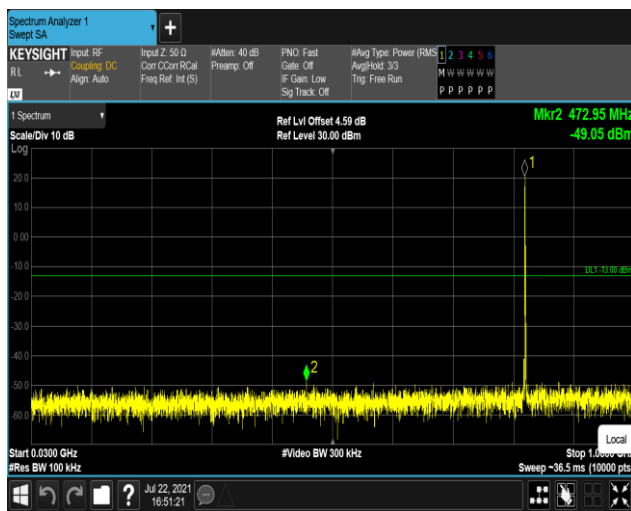 Spectrum Analyzer 1
Swept SA
KEYSIGHT Input: RF Input Z: 50 Ω #Atten: 40 dB PNO: Fast #Avg Type: Power (RMS 1 2 3 4 5 6
RL Coupling: DC Corr CCorr RCal Preamp: Off Gate: Off Avg|Hold: 3/3 M W W W W W
Align: Auto Freq Ref: Int (S) IF Gain: Low Trig: Free Run
LXI Sig Track: Off P P P P P P
1 Spectrum Ref Lvl Offset 4.59 dB Mkr2 472.95 MHz
Scale/Div 10 dB Ref Level 30.00 dBm -49.05 dBm
Log
1
20.0
10.0
0.00
-10.0
DL1 -13.00 dBm
-20.0
-30.0
-40.0
2
-50.0
-60.0
Local
Start 0.0300 GHz #Video BW 300 kHz Stop
#Res BW 100 kHz Sweep ~36.5 ms (10000 pts
? Jul 22, 2021
16:51:21